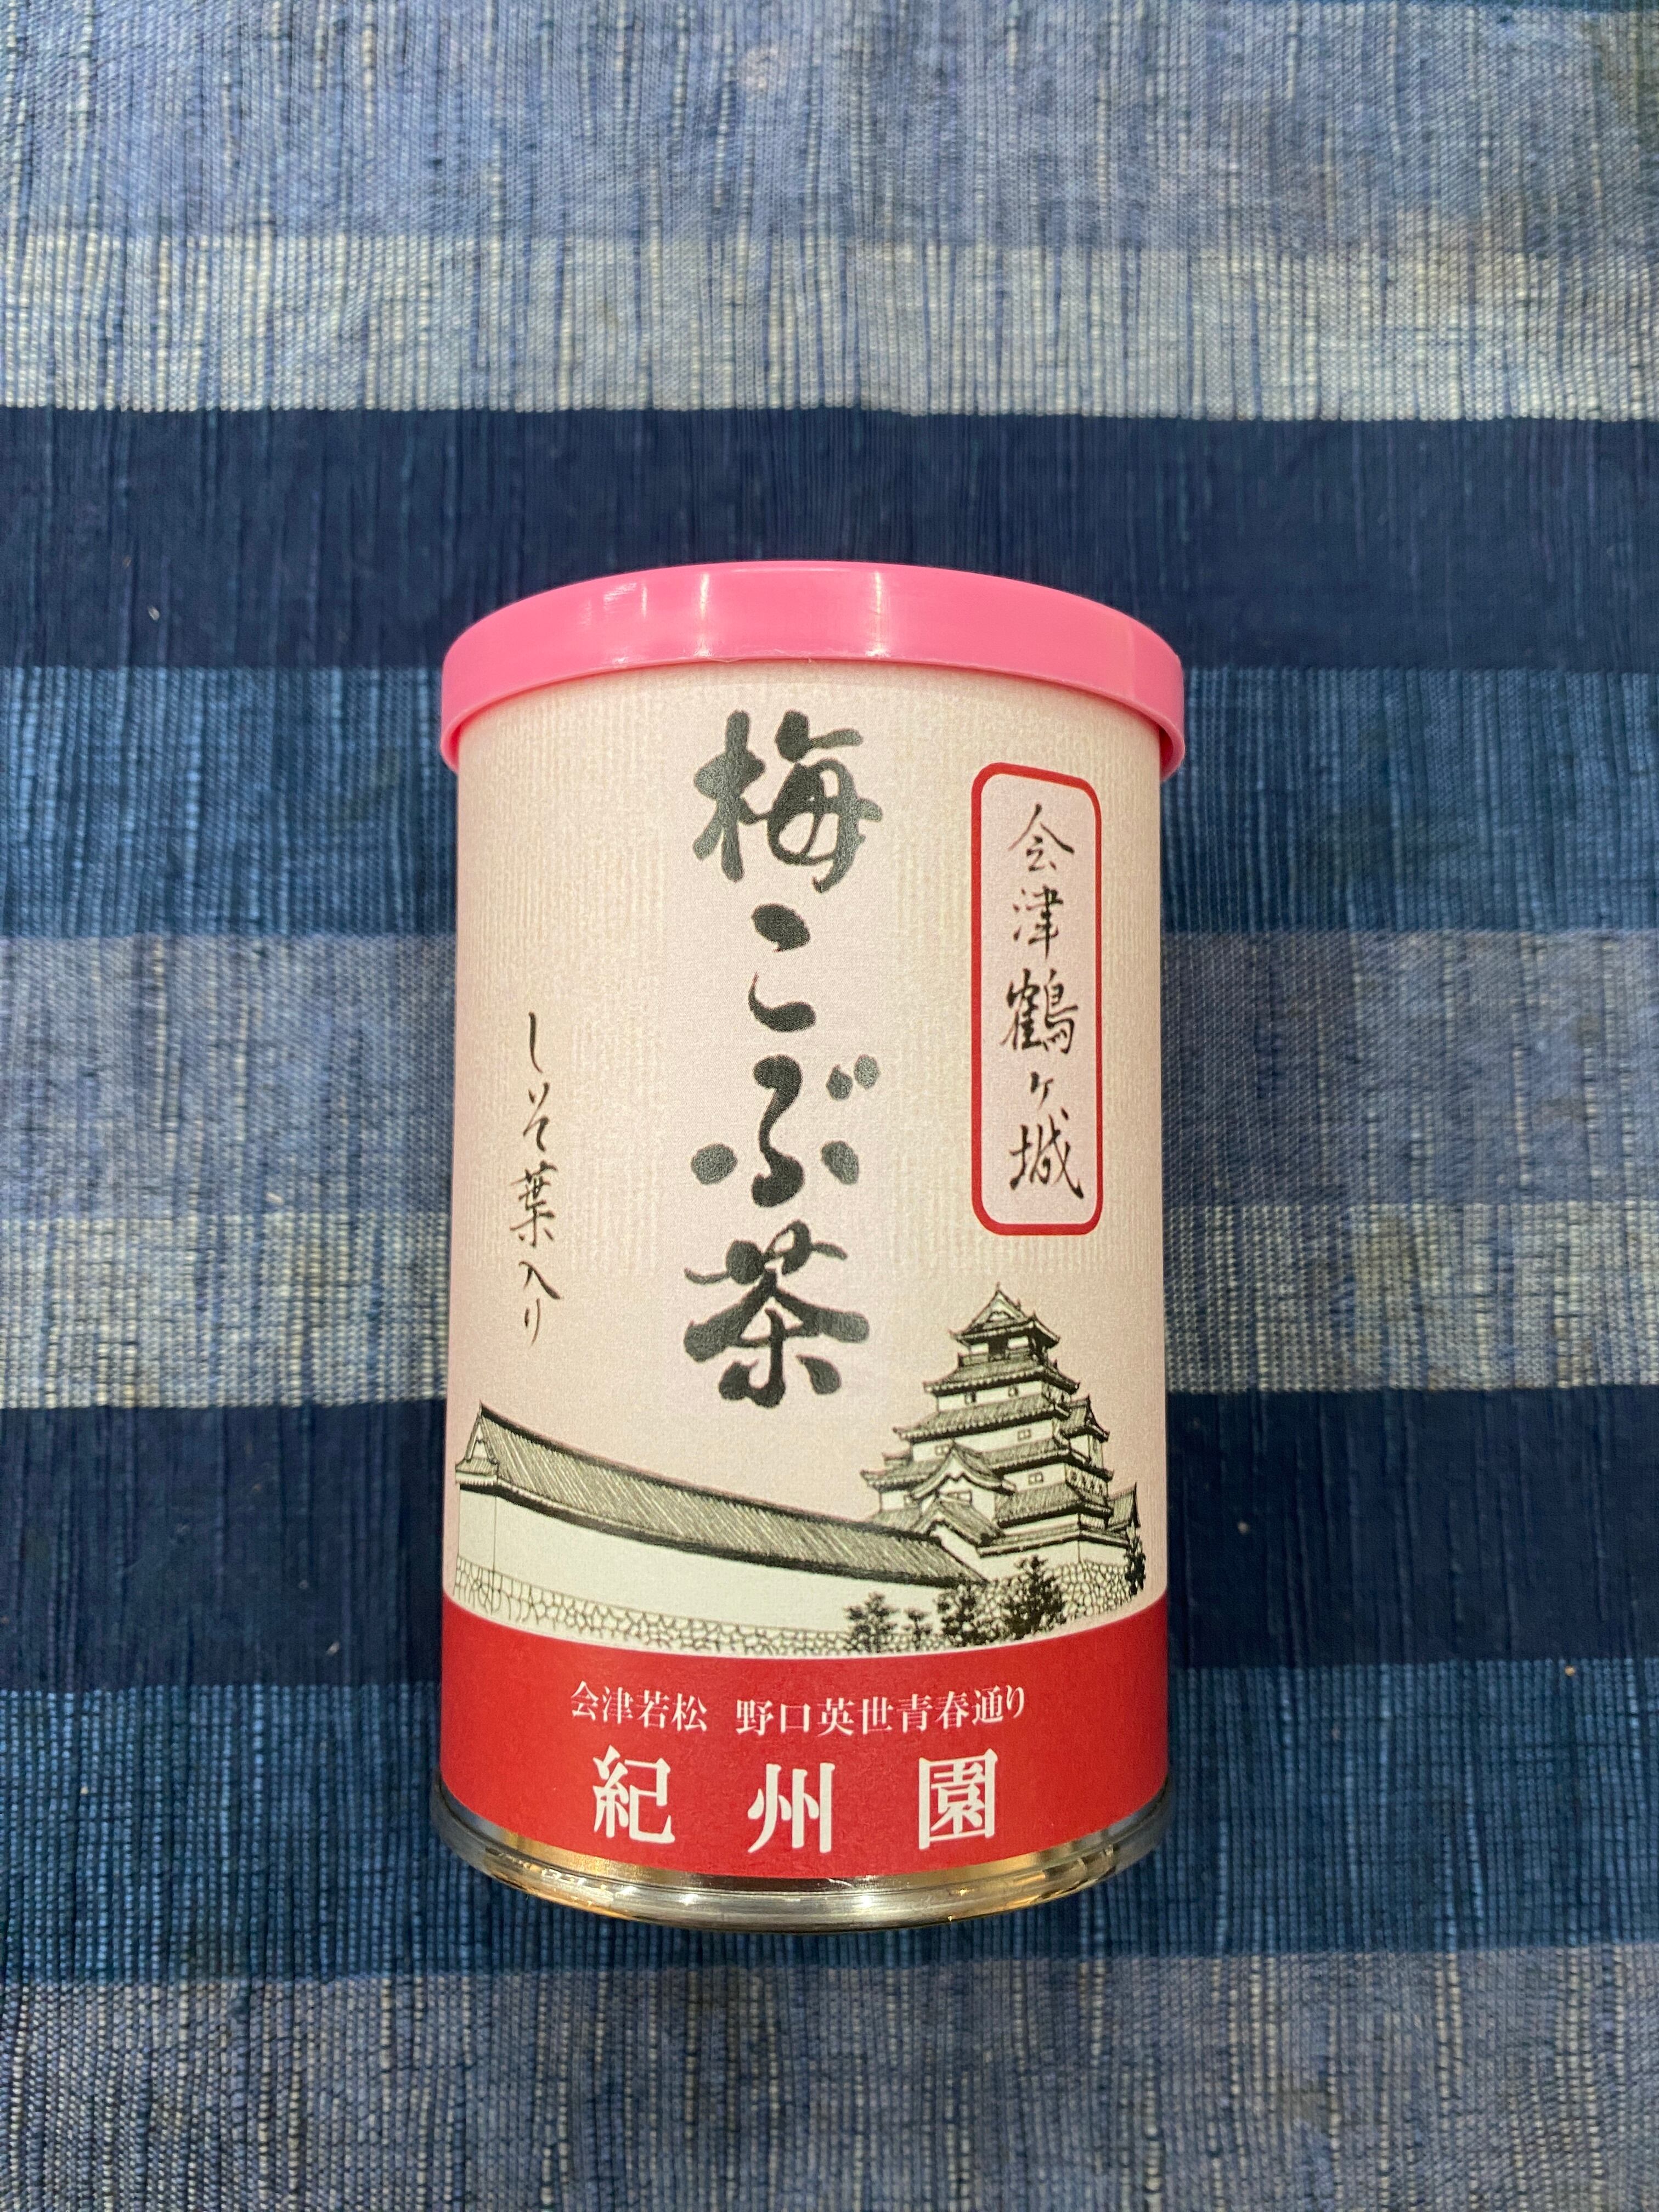 会津鶴ヶ城
梅こぶ茶
しそ葉入り
会津若松 野口英世青春通り
紀州園